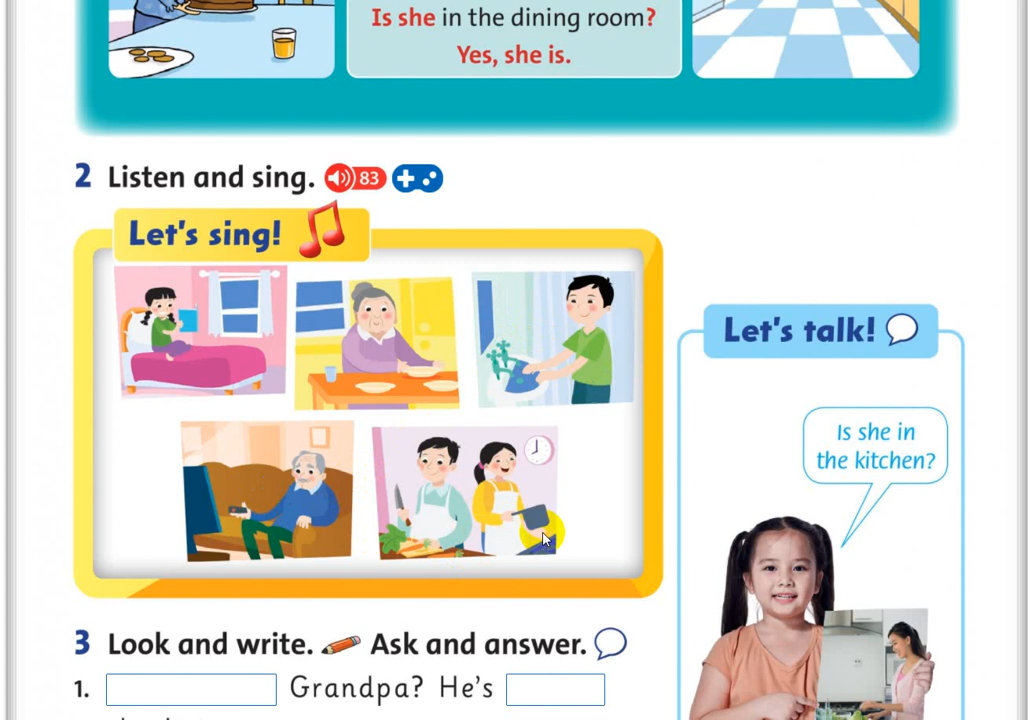 Is she in the dining room?
Yes, she is.
2 Listen and sing. 83
Let's sing!
Let's talk!
Is she in
the kitchen?
3 Look and write. Ask and answer.
1. Grandpa? He's